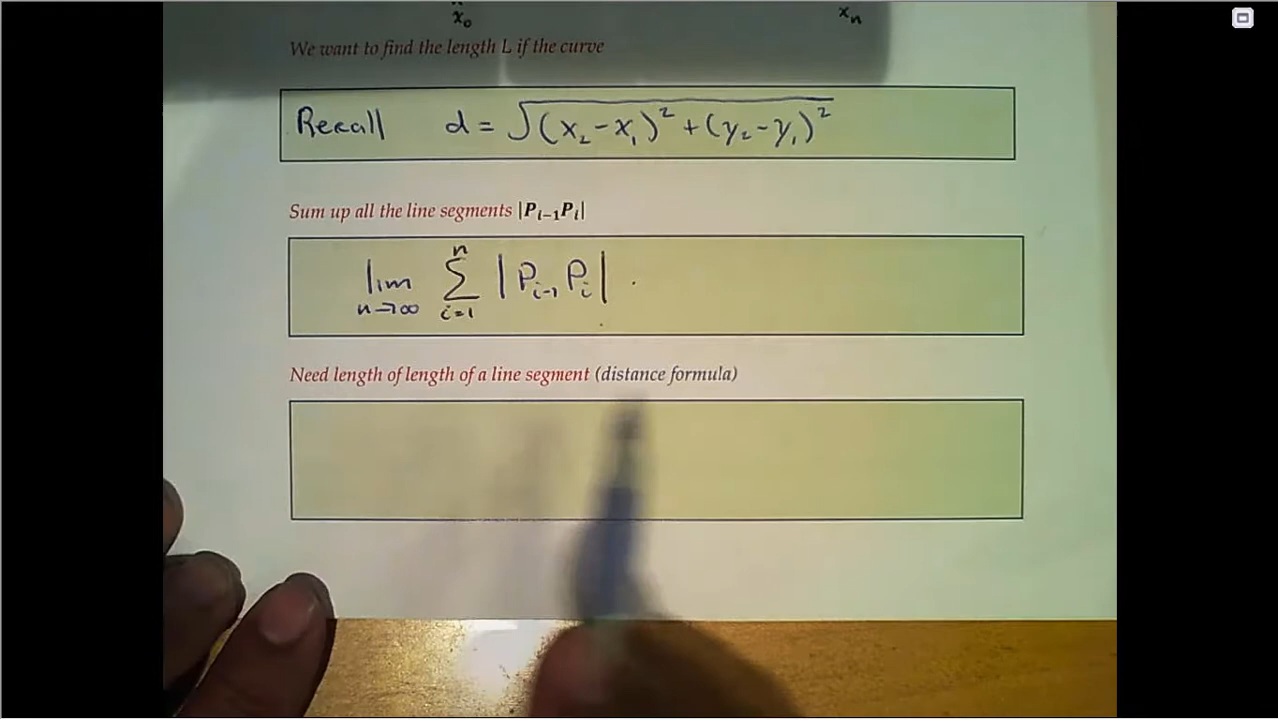 x₀ xₙ
We want to find the length L if the curve
Recall d = √(x₂-x₁)²+(y₂-y₁)²
Sum up all the line segments |Pᵢ₋₁Pᵢ|
lim n→∞ n Σ i=1 |Pᵢ₋₁ Pᵢ| .
Need length of length of a line segment (distance formula)